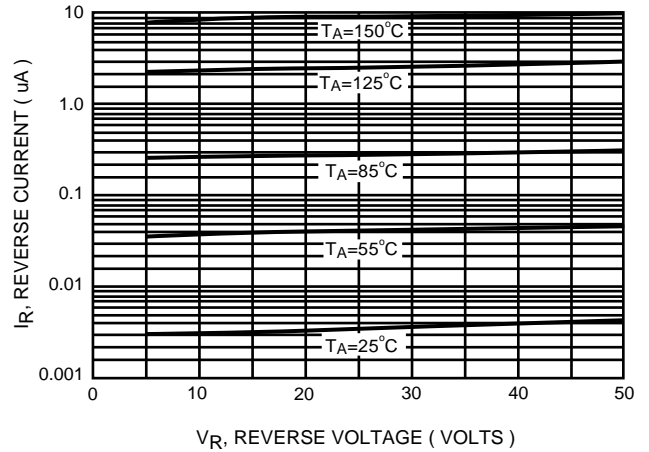 10
1.0
0.1
0.01
0.001
I_R, REVERSE CURRENT ( uA )
T_A=150°C
T_A=125°C
T_A=85°C
T_A=55°C
T_A=25°C
0 10 20 30 40 50
V_R, REVERSE VOLTAGE ( VOLTS )